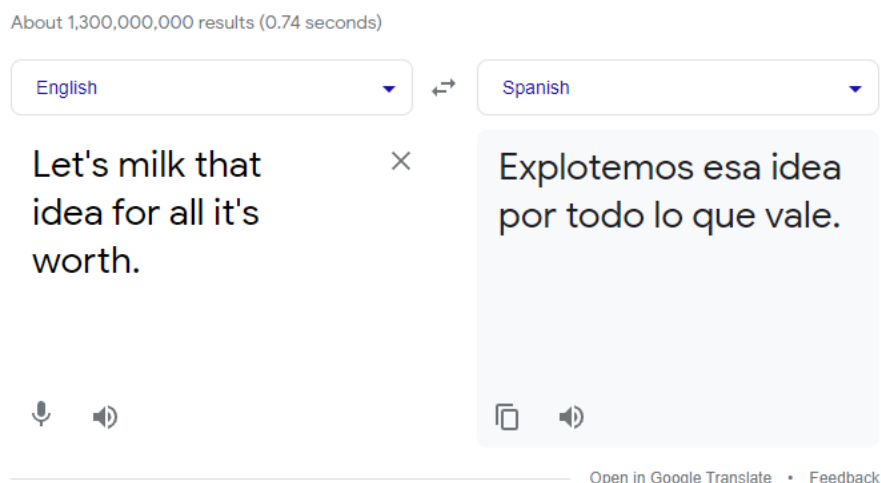 About 1,300,000,000 results (0.74 seconds)
English
Spanish
Let's milk that
idea for all it's
worth.
Explotemos esa idea
por todo lo que vale.
Open in Google Translate • Feedback